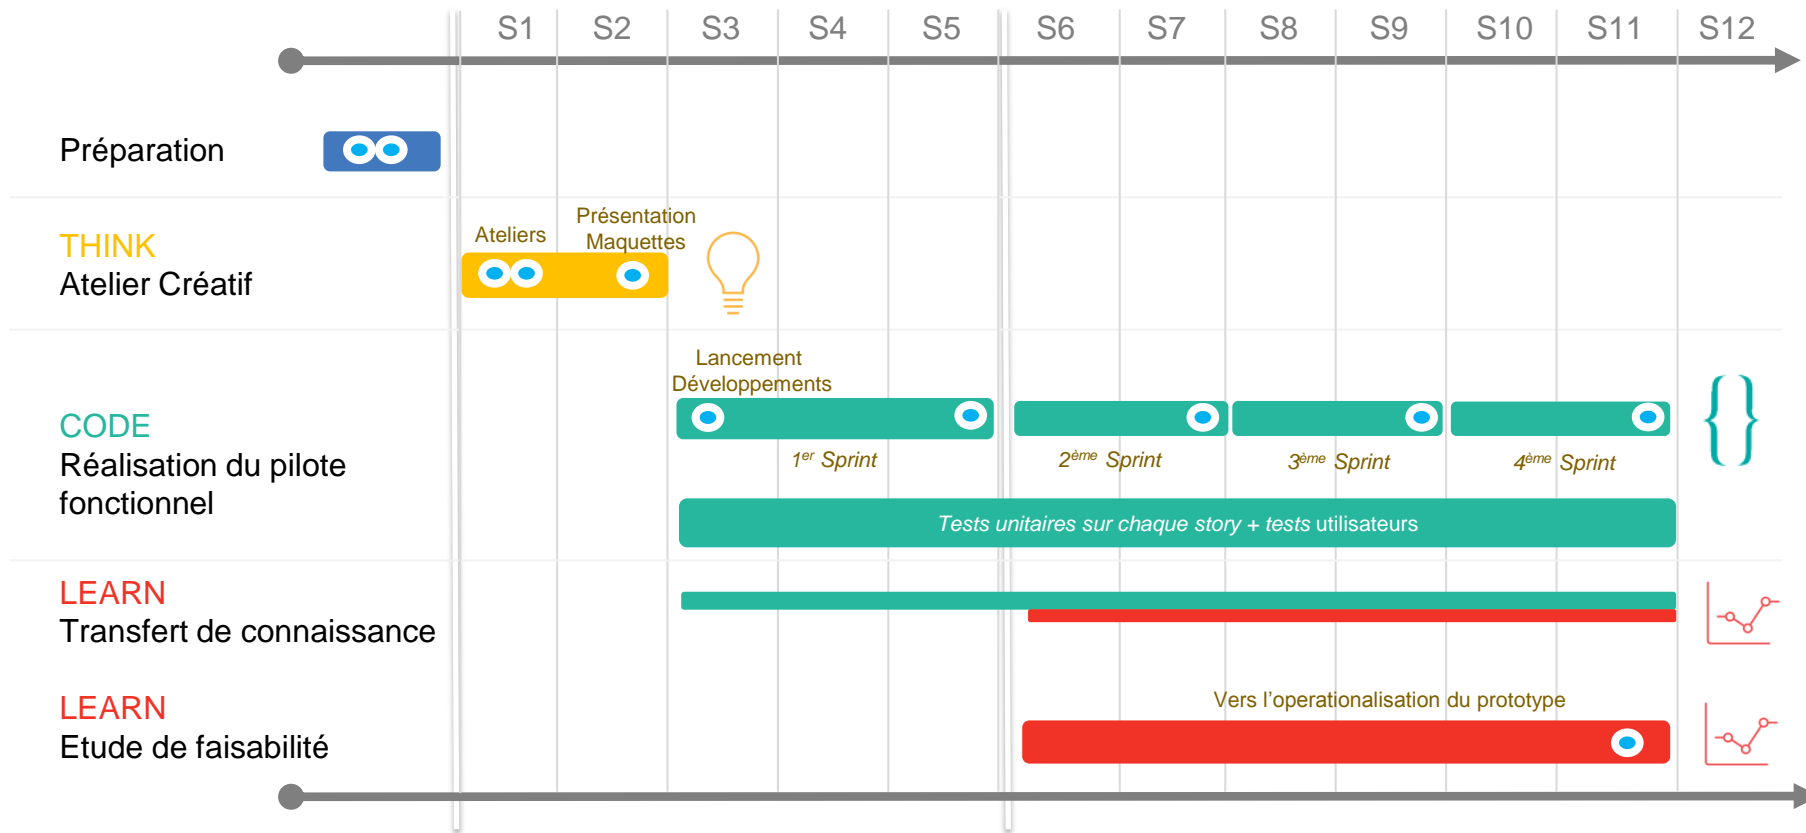 S1 S2 S3 S4 S5 S6 S7 S8 S9 S10 S11 S12
Préparation
THINK
Atelier Créatif
Ateliers
Présentation
Maquettes
CODE
Réalisation du pilote
fonctionnel
Lancement
Développements
1er Sprint
2ème Sprint
3ème Sprint
4ème Sprint
{}
Tests unitaires sur chaque story + tests utilisateurs
LEARN
Transfert de connaissance
LEARN
Etude de faisabilité
Vers l'operationalisation du prototype